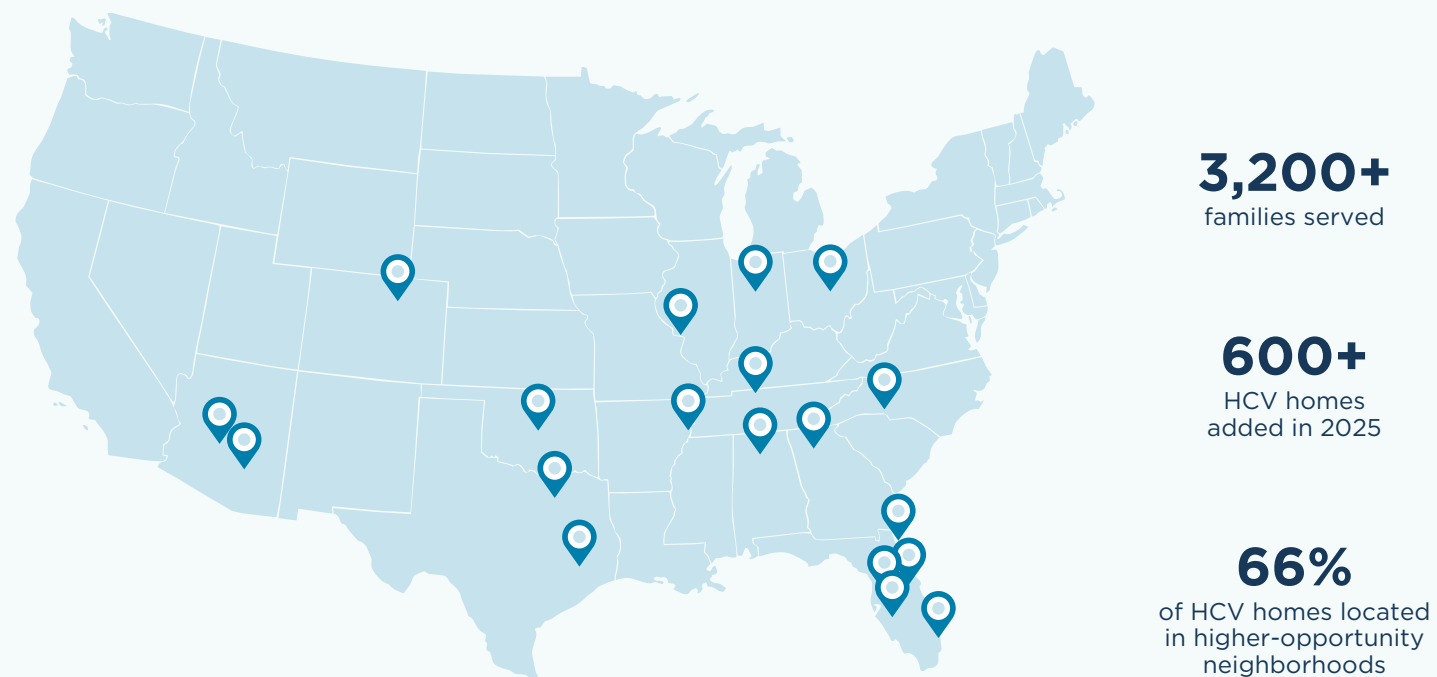 3,200+
families served
600+
HCV homes
added in 2025
66%
of HCV homes located
in higher-opportunity
neighborhoods